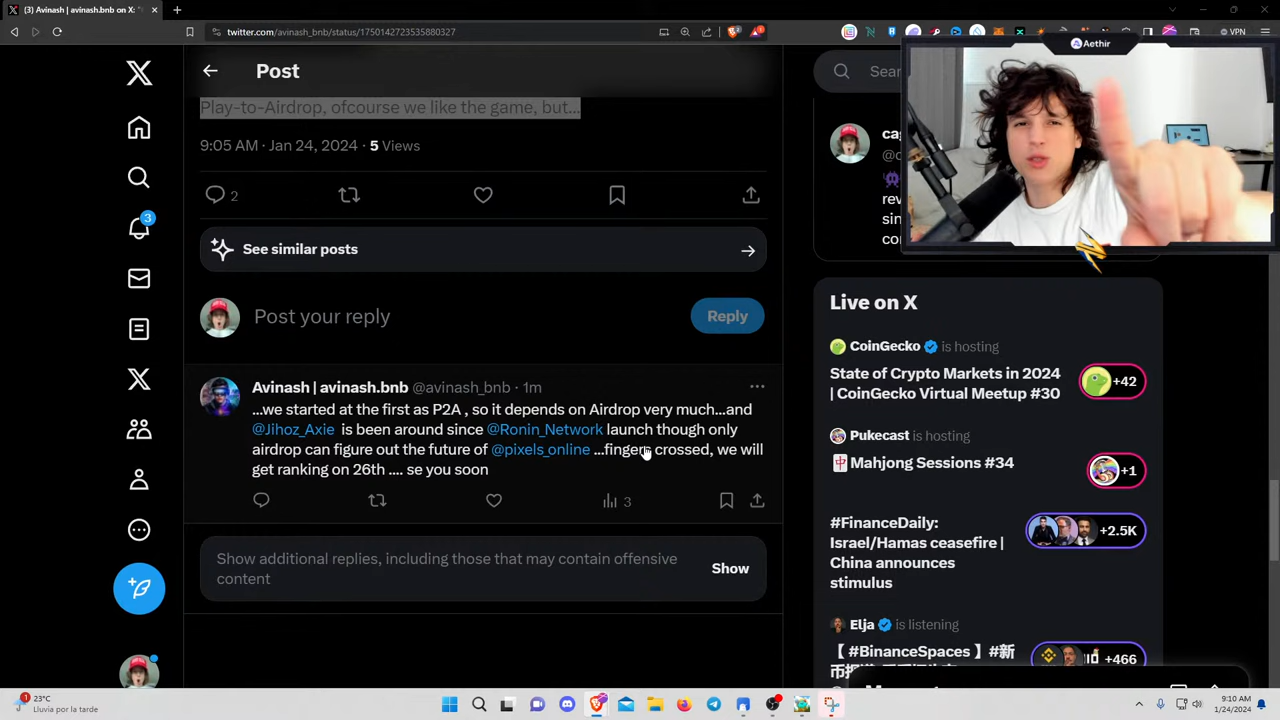 (3) Avinash | avinash.bnb on X: "
twitter.com/avinash_bnb/status/1750142723535880327
VPN
Aethir
Post
Sea
Play-to-Airdrop, ofcourse we like the game, but...
9:05 AM · Jan 24, 2024 · 5 Views
2
See similar posts
Post your reply
Reply
Avinash | avinash.bnb @avinash_bnb · 1m
...we started at the first as P2A , so it depends on Airdrop very much...and
@Jihoz_Axie is been around since @Ronin_Network launch though only
airdrop can figure out the future of @pixels_online ...fingers crossed, we will
get ranking on 26th .... se you soon
3
Show additional replies, including those that may contain offensive
content
Show
3
Live on X
CoinGecko is hosting
State of Crypto Markets in 2024
| CoinGecko Virtual Meetup #30
+42
Pukecast is hosting
🀄Mahjong Sessions #34
+1
#FinanceDaily:
Israel/Hamas ceasefire |
China announces
stimulus
+2.5K
Elja is listening
【 #BinanceSpaces 】#新
+466
1
23°C
Lluvia por la tarde
9:10 AM
1/24/2024